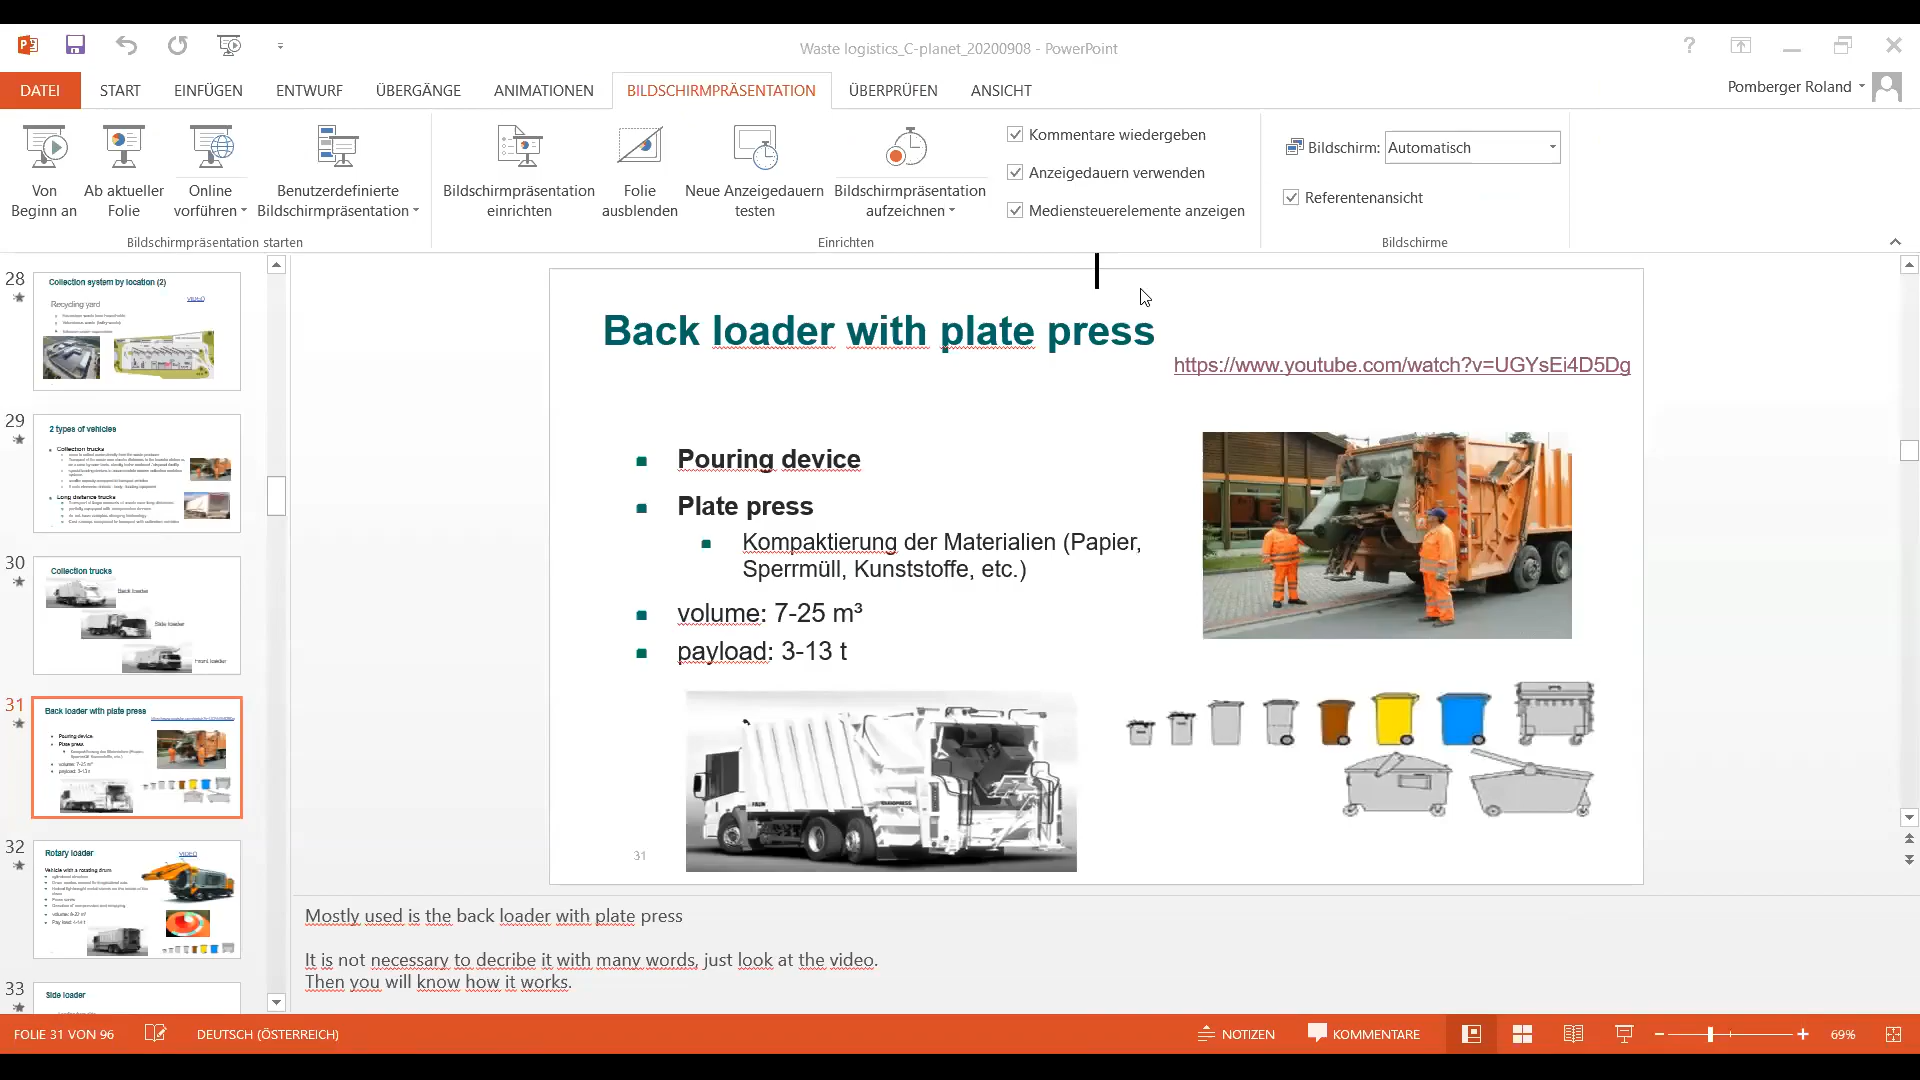 Waste logistics_C-planet_20200908 - PowerPoint
DATEI START EINFÜGEN ENTWURF ÜBERGÄNGE ANIMATIONEN BILDSCHIRMPRÄSENTATION ÜBERPRÜFEN ANSICHT
Pomberger Roland
Von
Beginn an
Ab aktueller
Folie
Online
vorführen
Benutzerdefinierte
Bildschirmpräsentation
Bildschirmpräsentation starten
Bildschirmpräsentation
einrichten
Folie
ausblenden
Neue Anzeigedauern
testen
Bildschirmpräsentation
aufzeichnen
Kommentare wiedergeben
Anzeigedauern verwenden
Mediensteuerelemente anzeigen
Einrichten
Bildschirm: Automatisch
Referentenansicht
Bildschirme
28
Collection system by location (2)
VIDEO
Recycling yard
29
2 types of vehicles
Collection trucks
Long distance trucks
30
Collection trucks
Back loader
Side loader
Front loader
31
Back loader with plate press
Pouring device
Plate press
volume: 7-25 m³
payload: 3-13 t
32
Rotary loader
VIDEO
Vehicle with a rotating drum
33
Side loader
Back loader with plate press
https://www.youtube.com/watch?v=UGYsEi4D5Dg
Pouring device
Plate press
Kompaktierung der Materialien (Papier,
Sperrmüll, Kunststoffe, etc.)
volume: 7-25 m³
payload: 3-13 t
FAUN
31
Mostly used is the back loader with plate press
It is not necessary to decribe it with many words, just look at the video.
Then you will know how it works.
FOLIE 31 VON 96 DEUTSCH (ÖSTERREICH) NOTIZEN KOMMENTARE 69%